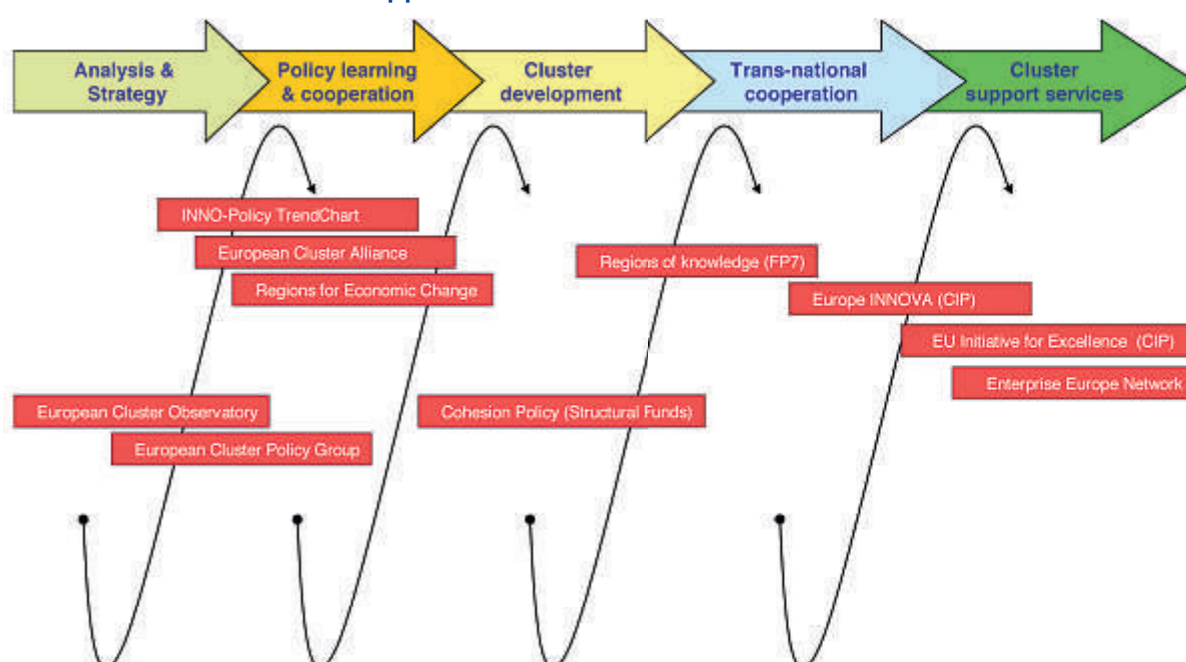 Analysis &
Strategy
Policy learning
& cooperation
Cluster
development
Trans-national
cooperation
Cluster
support services
INNO-Policy TrendChart
European Cluster Alliance
Regions for Economic Change
Regions of knowledge (FP7)
Europe INNOVA (CIP)
EU Initiative for Excellence (CIP)
Enterprise Europe Network
European Cluster Observatory
Cohesion Policy (Structural Funds)
European Cluster Policy Group